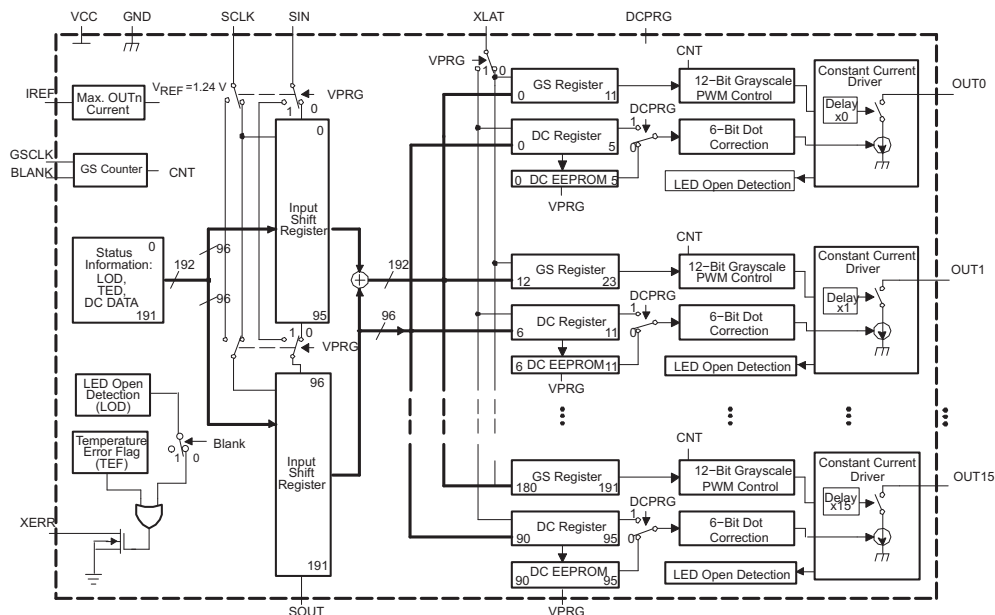 VCC
GND
SCLK
SIN
XLAT
DCPRG
VREF =1.24 V
IREF
Max. OUTn
Current
VPRG
1
0
GSCLK
BLANK
GS Counter
CNT
0
Status
Information:
LOD,
TED,
DC DATA
191
192
96
96
0
Input
Shift
Register
95
1
0
VPRG
96
Input
Shift
Register
191
SOUT
LED Open
Detection
(LOD)
Temperature
Error Flag
(TEF)
Blank
1
0
XERR
192
96
VPRG
1
0
GS Register
0
11
CNT
12−Bit Grayscale
PWM Control
Constant Current
Driver
Delay
x0
OUT0
DC Register
0
5
DCPRG
1
0
6−Bit Dot
Correction
0
DC EEPROM
5
VPRG
LED Open Detection
GS Register
12
23
CNT
12−Bit Grayscale
PWM Control
Constant Current
Driver
Delay
x1
OUT1
DC Register
6
11
DCPRG
1
0
6−Bit Dot
Correction
6
DC EEPROM
11
VPRG
LED Open Detection
GS Register
180
191
CNT
12−Bit Grayscale
PWM Control
Constant Current
Driver
Delay
x15
OUT15
DC Register
90
95
DCPRG
1
0
6−Bit Dot
Correction
DC EEPROM
90
95
VPRG
LED Open Detection